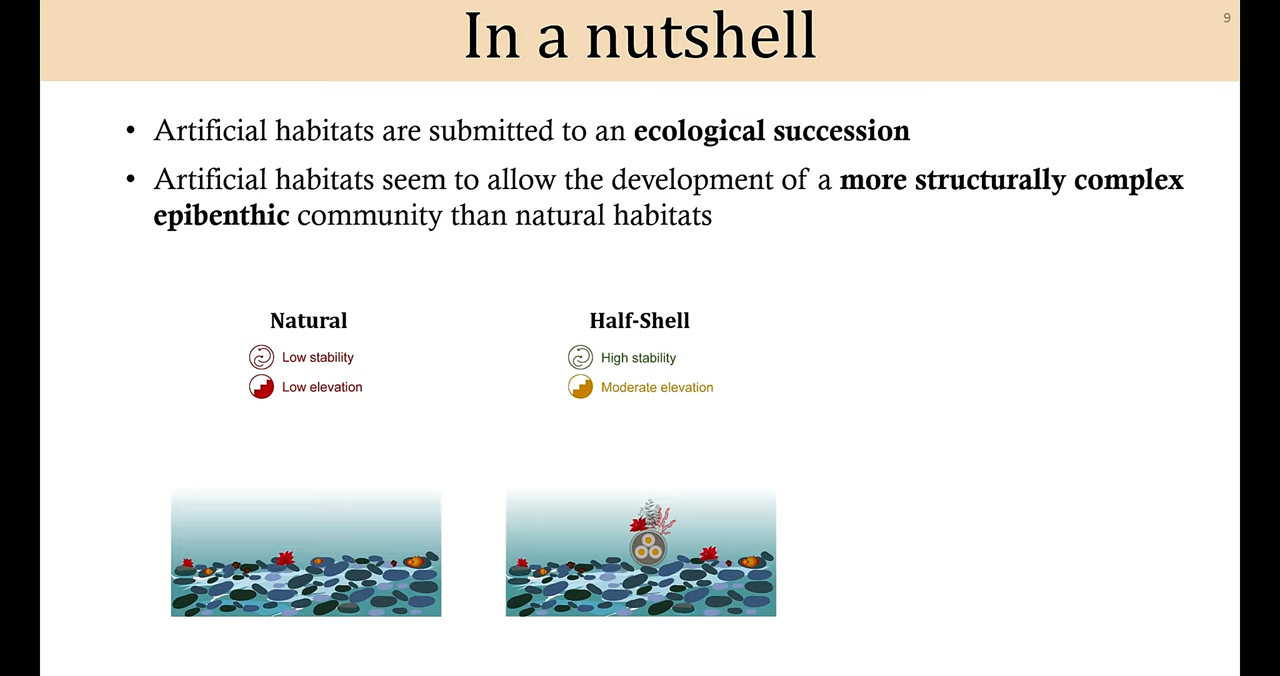 In a nutshell
9
• Artificial habitats are submitted to an ecological succession
• Artificial habitats seem to allow the development of a more structurally complex
epibenthic community than natural habitats
Natural
Low stability
Low elevation
Half-Shell
High stability
Moderate elevation